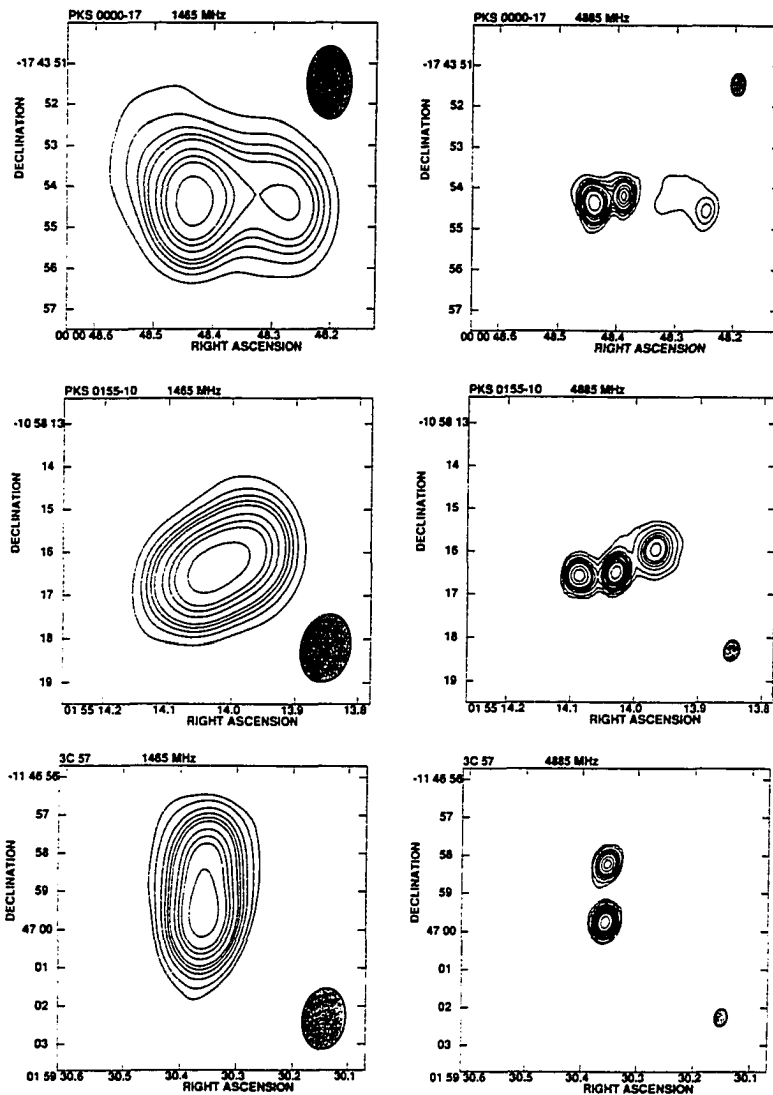 PKS 0000-17 1465 MHz
-17 43 51
52
53
54
55
56
57
DECLINATION
00 00 48.6 48.5 48.4 48.3 48.2
RIGHT ASCENSION
PKS 0000-17 4885 MHz
-17 43 51
52
53
54
55
56
57
DECLINATION
00 00 48.6 48.5 48.4 48.3 48.2
RIGHT ASCENSION
PKS 0155-10 1465 MHz
-10 58 13
14
15
16
17
18
19
DECLINATION
01 55 14.2 14.1 14.0 13.9 13.8
RIGHT ASCENSION
PKS 0155-10 4885 MHz
-10 58 13
14
15
16
17
18
19
DECLINATION
01 55 14.2 14.1 14.0 13.9 13.8
RIGHT ASCENSION
3C 57 1465 MHz
-11 46 56
57
58
59
47 00
01
02
03
DECLINATION
01 59 30.6 30.5 30.4 30.3 30.2 30.1
RIGHT ASCENSION
3C 57 4885 MHz
-11 46 56
57
58
59
47 00
01
02
03
DECLINATION
01 59 30.6 30.5 30.4 30.3 30.2 30.1
RIGHT ASCENSION